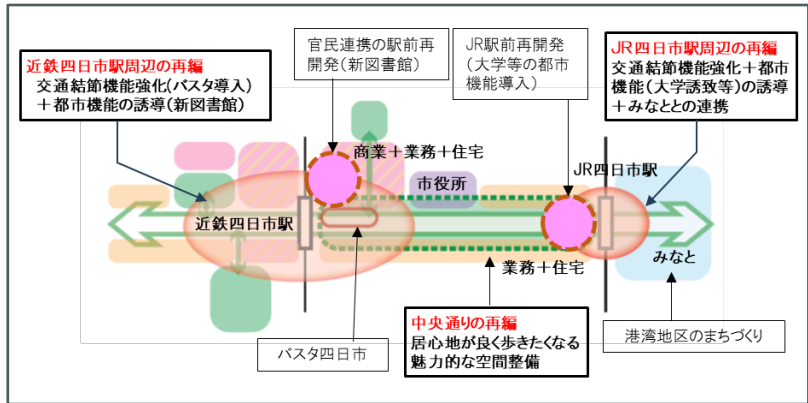 近鉄四日市駅周辺の再編
交通結節機能強化(バスタ導入)
＋都市機能の誘導(新図書館)
官民連携の駅前再
開発(新図書館)
JR駅前再開発
(大学等の都市
機能導入)
JR四日市駅周辺の再編
交通結節機能強化＋都市
機能(大学誘致等)の誘導
＋みなととの連携
商業＋業務＋住宅
市役所
JR四日市駅
近鉄四日市駅
みなと
業務＋住宅
バスタ四日市
中央通りの再編
居心地が良く歩きたくなる
魅力的な空間整備
港湾地区のまちづくり